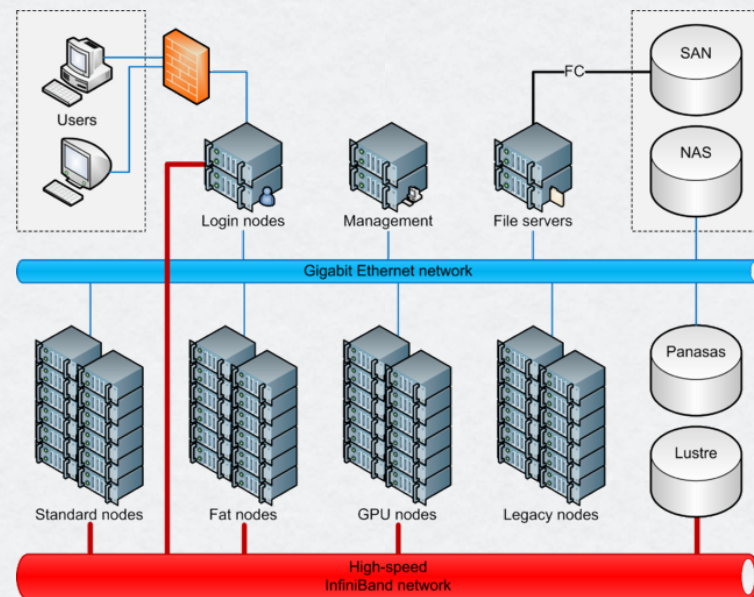 SAN
FC
Users
NAS
Login nodes
Management
File servers
Gigabit Ethernet network
Panasas
Lustre
Standard nodes
Fat nodes
GPU nodes
Legacy nodes
High-speed
InfiniBand network